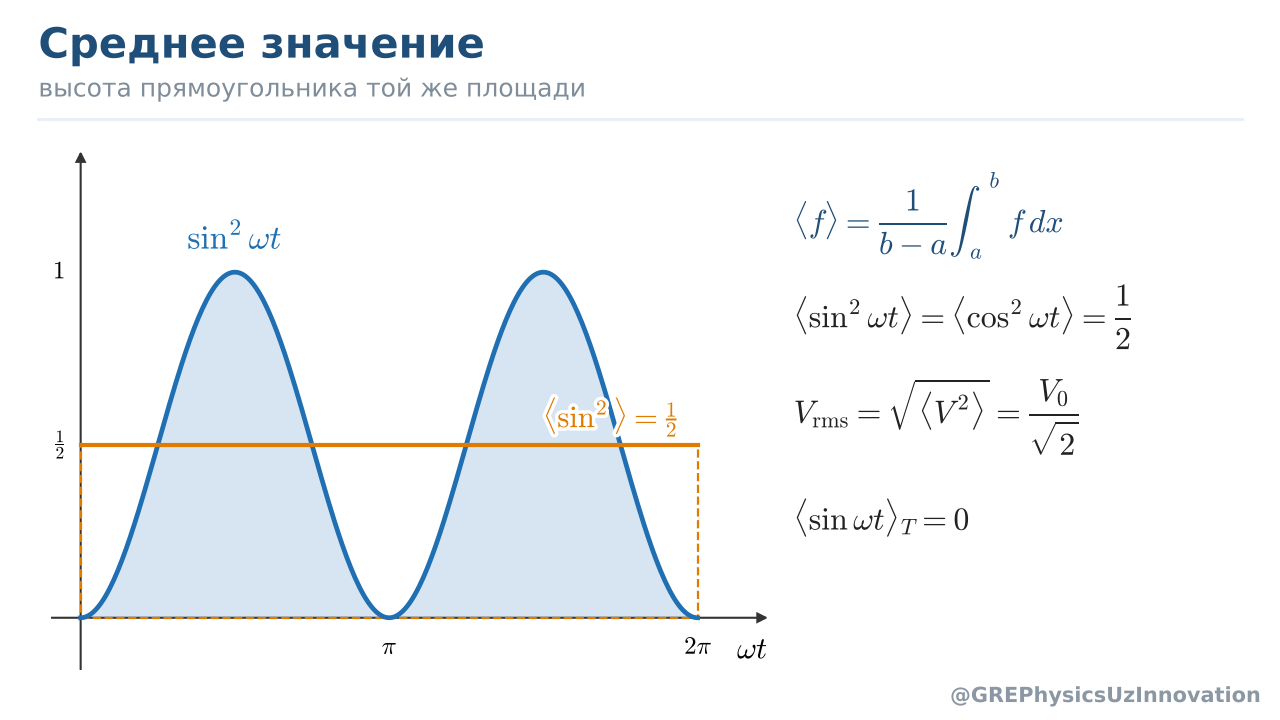 Среднее значение
высота прямоугольника той же площади
sin² ωt
1
⟨sin²⟩ = 1/2
1/2
π
2π
ωt
⟨f⟩ = 1/(b − a) ∫_a^b f dx
⟨sin² ωt⟩ = ⟨cos² ωt⟩ = 1/2
V_rms = √⟨V²⟩ = V₀/√2
⟨sin ωt⟩_T = 0
@GREPhysicsUzInnovation